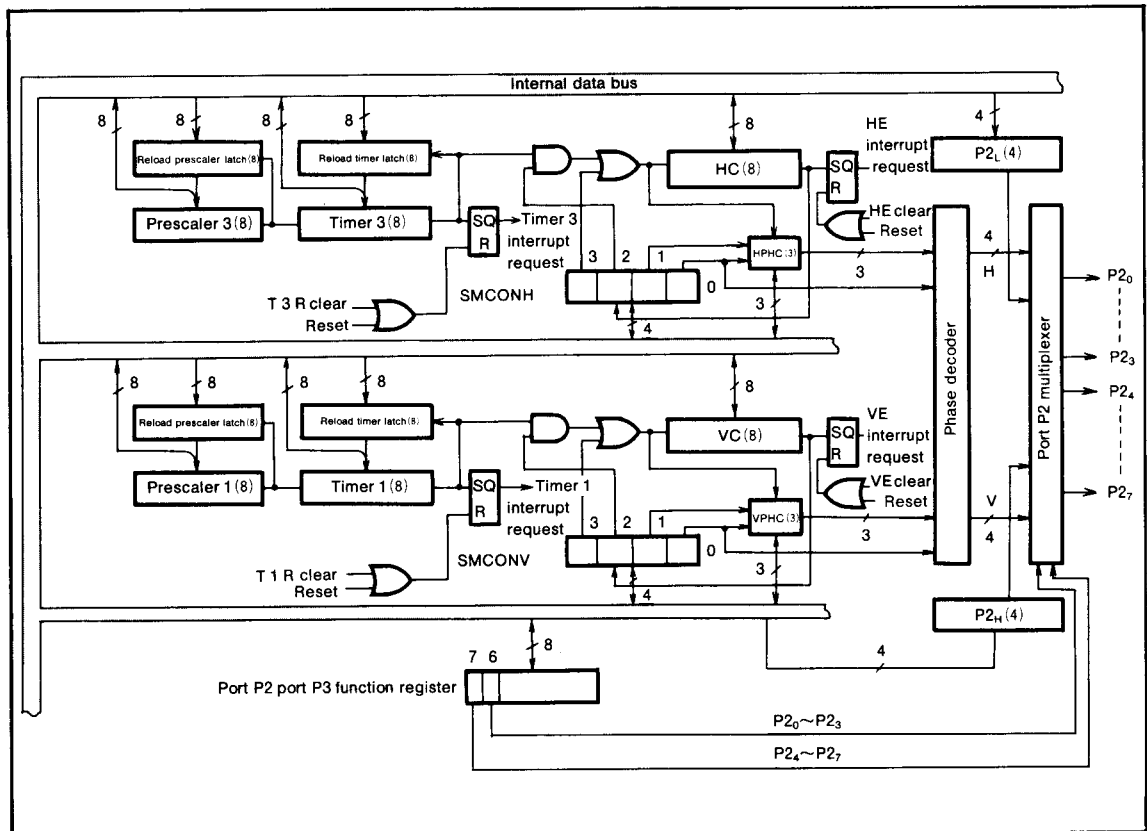 Internal data bus
8 8 8 8 8 4
HE
interrupt
request
Reload prescaler latch(8)
Reload timer latch(8)
HC(8)
SQ
R
P2L(4)
Prescaler 3(8)
Timer 3(8)
SQ
R
Timer 3
interrupt
request
HE clear
Reset
3 2 1 0
HPHC(3)
3
4
H
SMCONH
T 3 R clear
Reset
4
3
Phase decoder
Port P2 multiplexer
P20
P23
P24
P27
8 8 8 8 8
VE
interrupt
request
Reload prescaler latch(8)
Reload timer latch(8)
VC(8)
SQ
R
Prescaler 1(8)
Timer 1(8)
SQ
R
Timer 1
interrupt
request
VE clear
Reset
3 2 1 0
VPHC(3)
3
V
4
SMCONV
T 1 R clear
Reset
4
3
P2H(4)
4
8
7 6
Port P2 port P3 function register
P20~P23
P24~P27